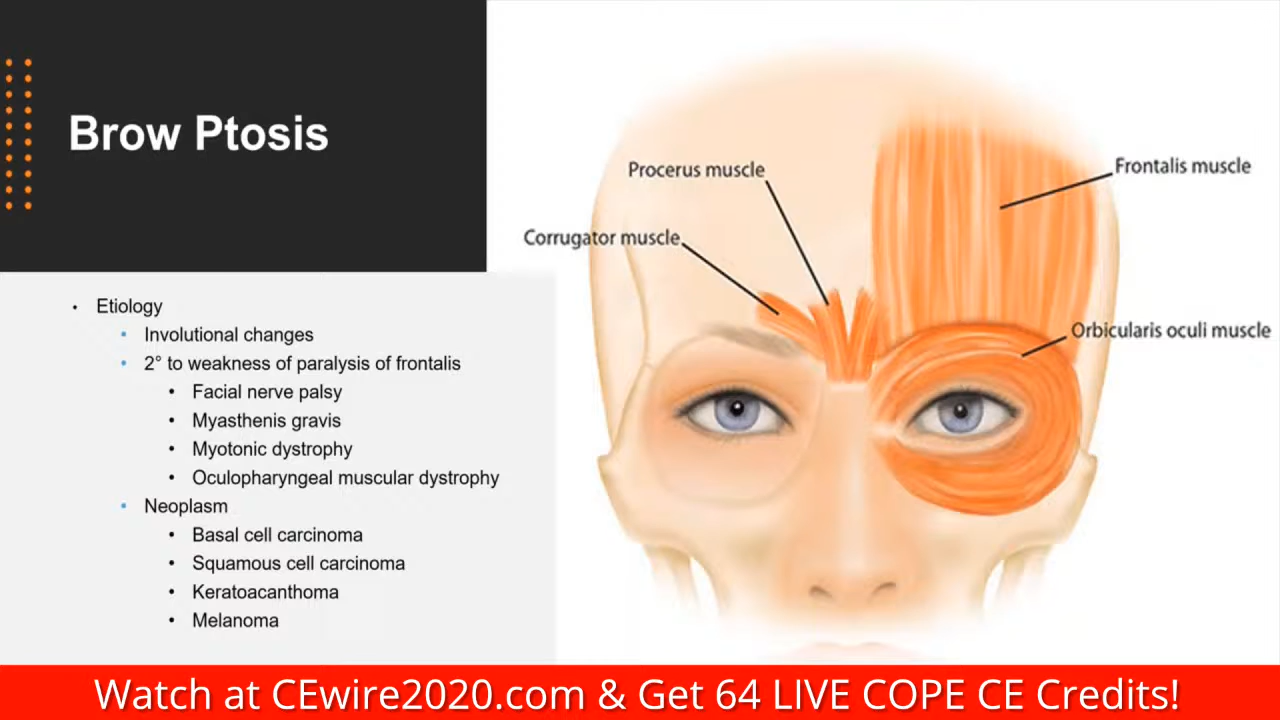 Brow Ptosis
• Etiology
• Involutional changes
• 2° to weakness of paralysis of frontalis
• Facial nerve palsy
• Myasthenis gravis
• Myotonic dystrophy
• Oculopharyngeal muscular dystrophy
• Neoplasm
• Basal cell carcinoma
• Squamous cell carcinoma
• Keratoacanthoma
• Melanoma
Procerus muscle
Corrugator muscle
Frontalis muscle
Orbicularis oculi muscle
Watch at CEwire2020.com & Get 64 LIVE COPE CE Credits!